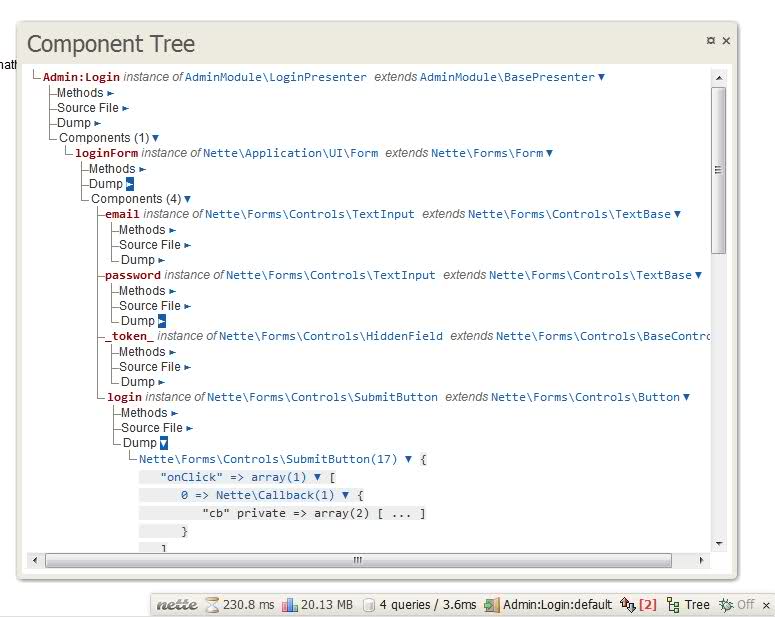 Component Tree
Admin:Login instance of AdminModule\LoginPresenter extends AdminModule\BasePresenter ▼
Methods ►
Source File ►
Dump ►
Components (1) ▼
loginForm instance of Nette\Application\UI\Form extends Nette\Forms\Form ▼
Methods ►
Dump ►
Components (4) ▼
email instance of Nette\Forms\Controls\TextInput extends Nette\Forms\Controls\TextBase ▼
Methods ►
Source File ►
Dump ►
password instance of Nette\Forms\Controls\TextInput extends Nette\Forms\Controls\TextBase ▼
Methods ►
Source File ►
Dump ►
_token_ instance of Nette\Forms\Controls\HiddenField extends Nette\Forms\Controls\BaseContro
Methods ►
Source File ►
Dump ►
login instance of Nette\Forms\Controls\SubmitButton extends Nette\Forms\Controls\Button ▼
Methods ►
Source File ►
Dump ▼
Nette\Forms\Controls\SubmitButton(17) ▼ {
"onClick" => array(1) ▼ [
0 => Nette\Callback(1) ▼ {
"cb" private => array(2) [ ... ]
}
]
nette 230.8 ms 20.13 MB 4 queries / 3.6ms Admin:Login:default [2] Tree Off ×